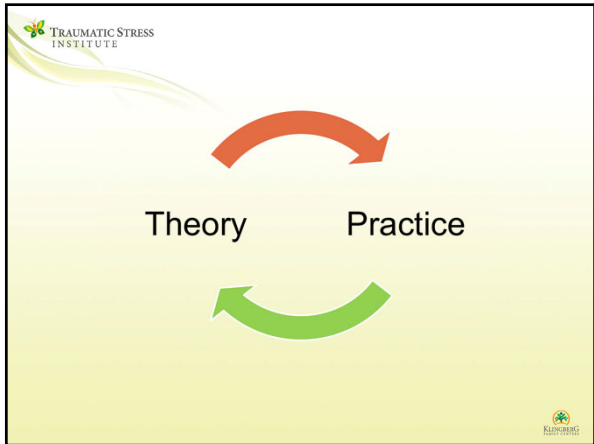 TRAUMATIC STRESS
INSTITUTE
Theory Practice
KLINGBERG
FAMILY CENTERS